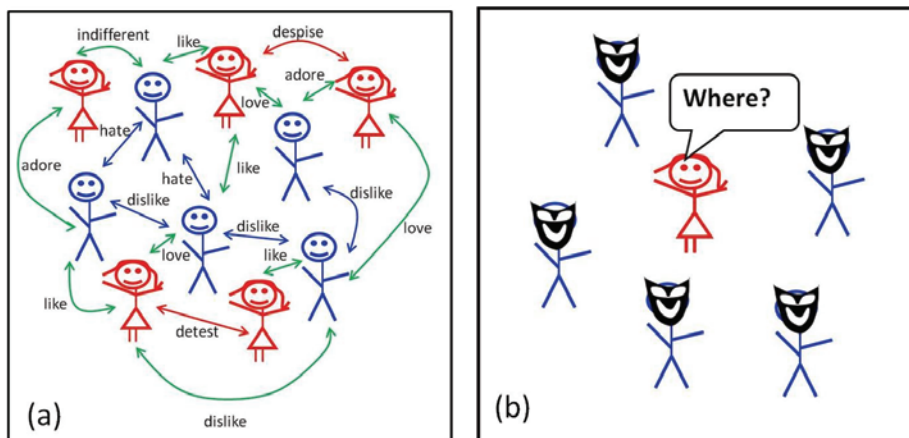 indifferent
like
despise
adore
love
hate
adore
hate
like
dislike
dislike
dislike
love
love
like
like
detest
dislike
(a)
Where?
(b)